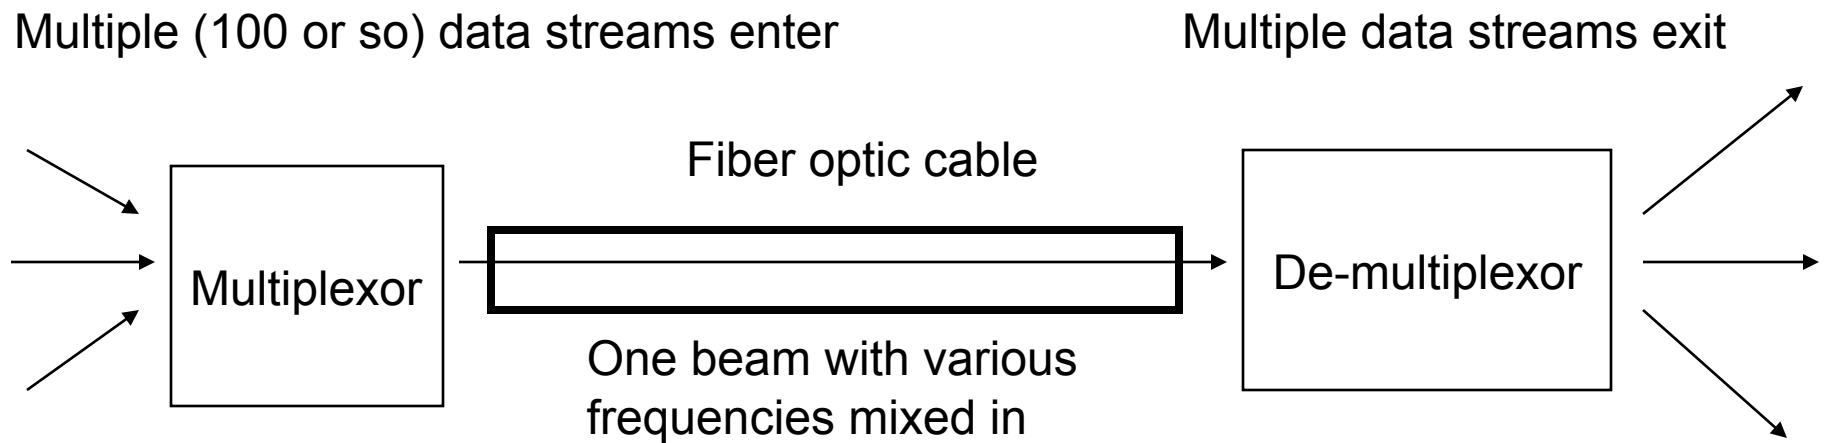 Multiple (100 or so) data streams enter
Multiple data streams exit
Fiber optic cable
Multiplexor
De-multiplexor
One beam with various
frequencies mixed in